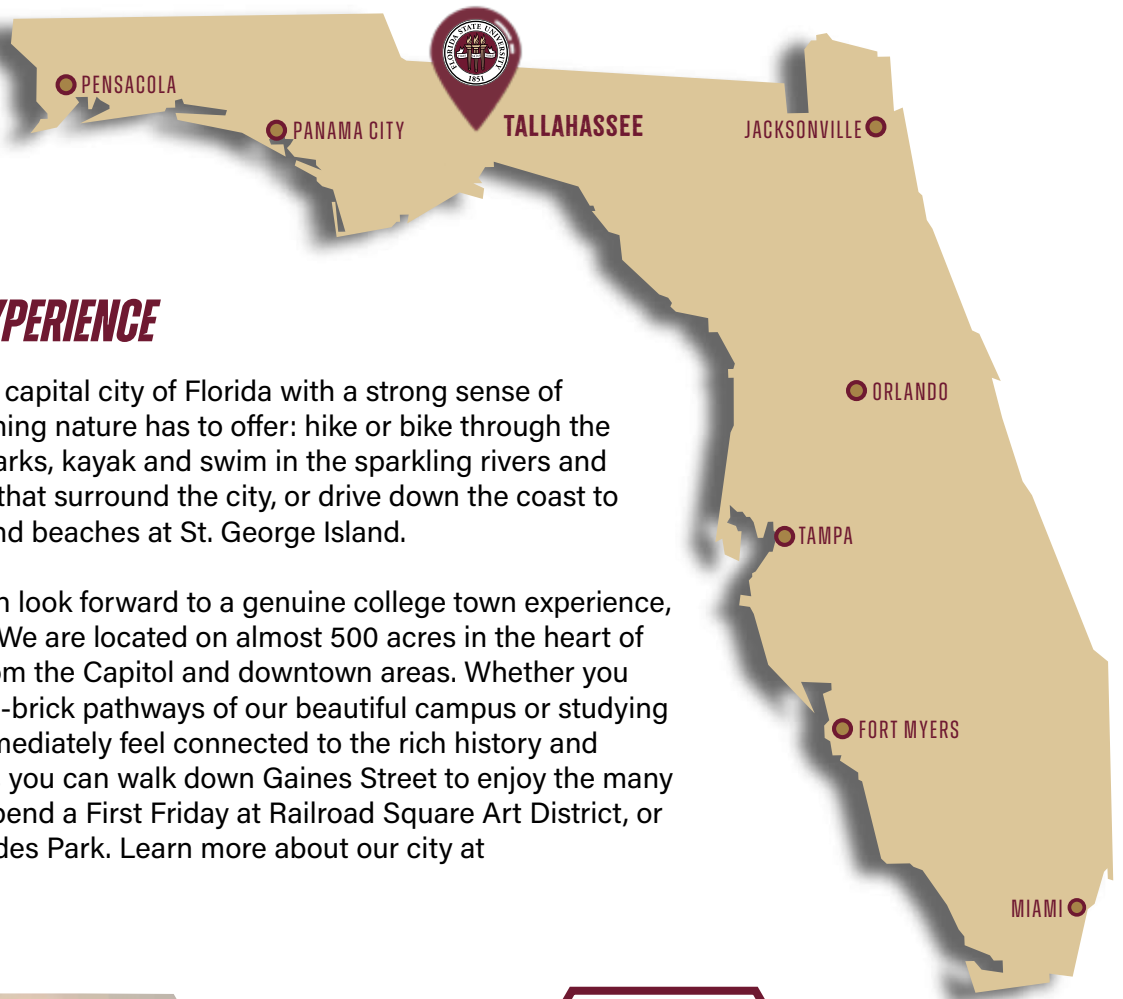 FLORIDA STATE UNIVERSITY
1851
PENSACOLA
PANAMA CITY
TALLAHASSEE
JACKSONVILLE
XPERIENCE
capital city of Florida with a strong sense of
ning nature has to offer: hike or bike through the
arks, kayak and swim in the sparkling rivers and
that surround the city, or drive down the coast to
nd beaches at St. George Island.
ORLANDO
TAMPA
n look forward to a genuine college town experience,
We are located on almost 500 acres in the heart of
om the Capitol and downtown areas. Whether you
-brick pathways of our beautiful campus or studying
mediately feel connected to the rich history and
you can walk down Gaines Street to enjoy the many
pend a First Friday at Railroad Square Art District, or
des Park. Learn more about our city at
FORT MYERS
MIAMI